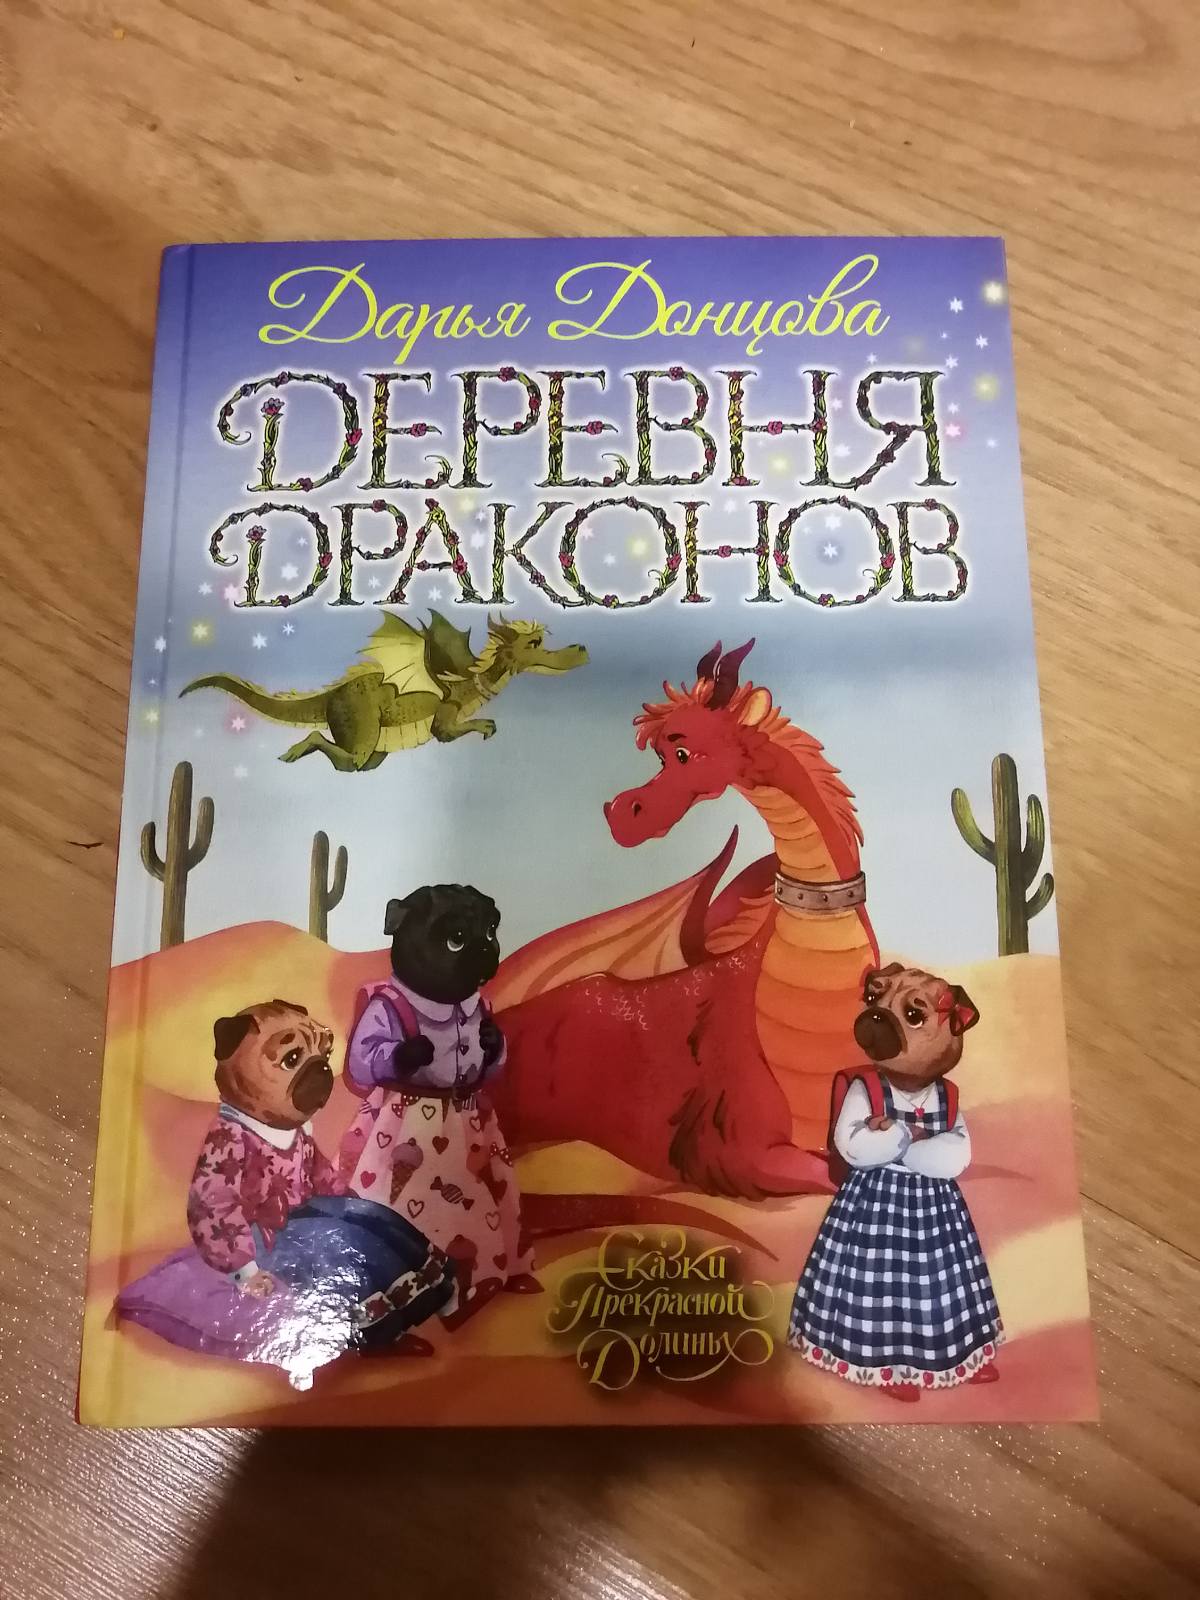 Дарья Донцова
ДЕРЕВНЯ
ДРАКОНОВ
Сказки
Прекрасной
Долины